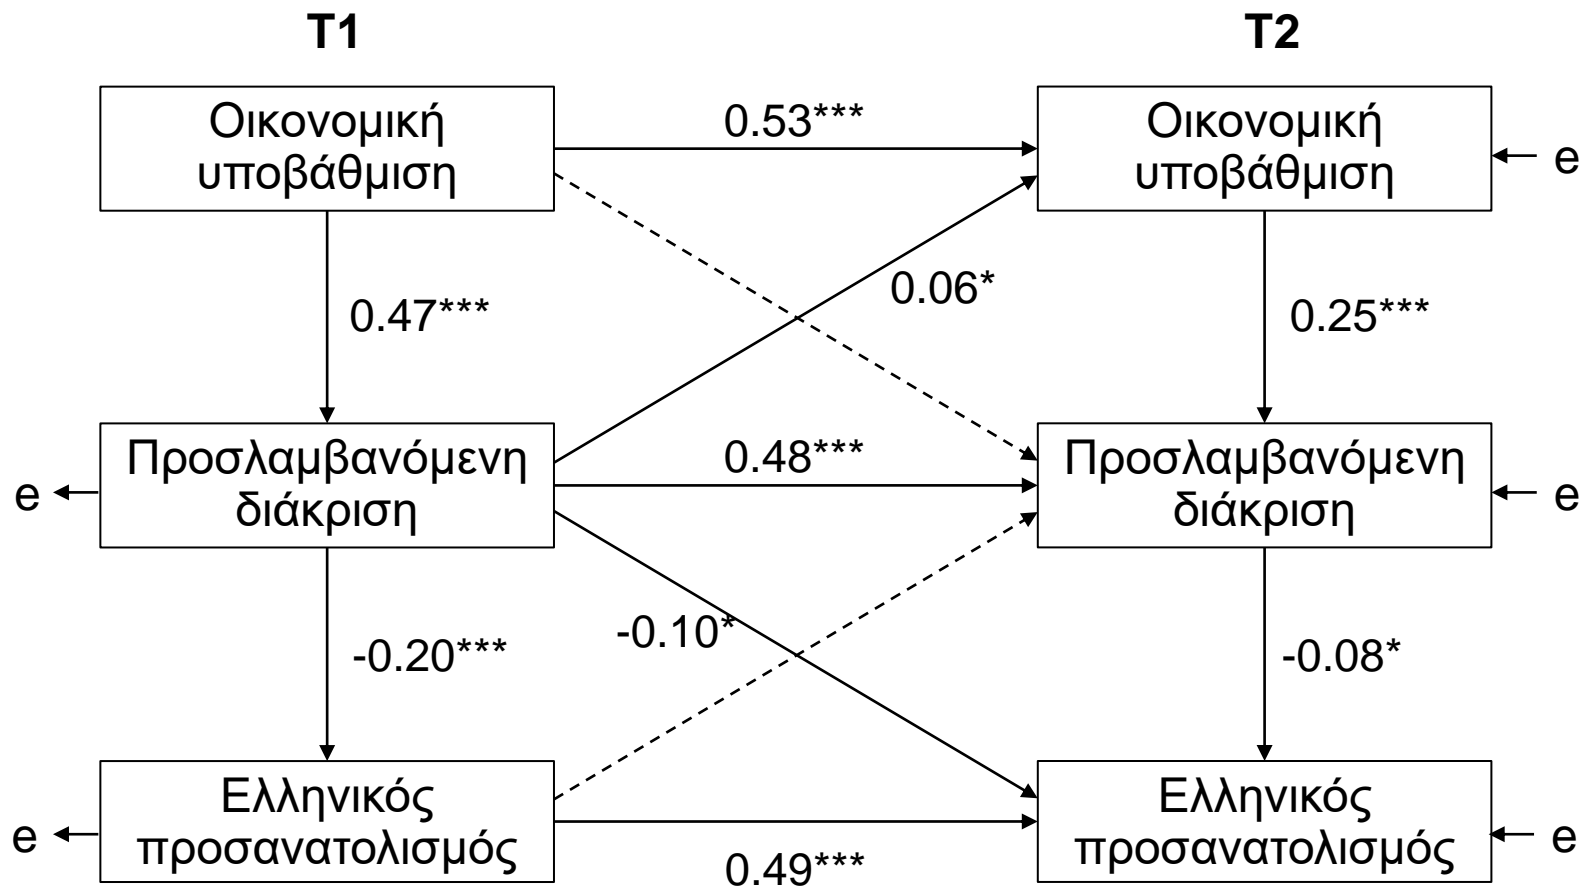 T1
T2
Οικονομική
υποβάθμιση
0.53***
Οικονομική
υποβάθμιση
e
0.47***
0.06*
0.25***
e
Προσλαμβανόμενη
διάκριση
0.48***
Προσλαμβανόμενη
διάκριση
e
-0.20***
-0.10*
-0.08*
e
Ελληνικός
προσανατολισμός
0.49***
Ελληνικός
προσανατολισμός
e